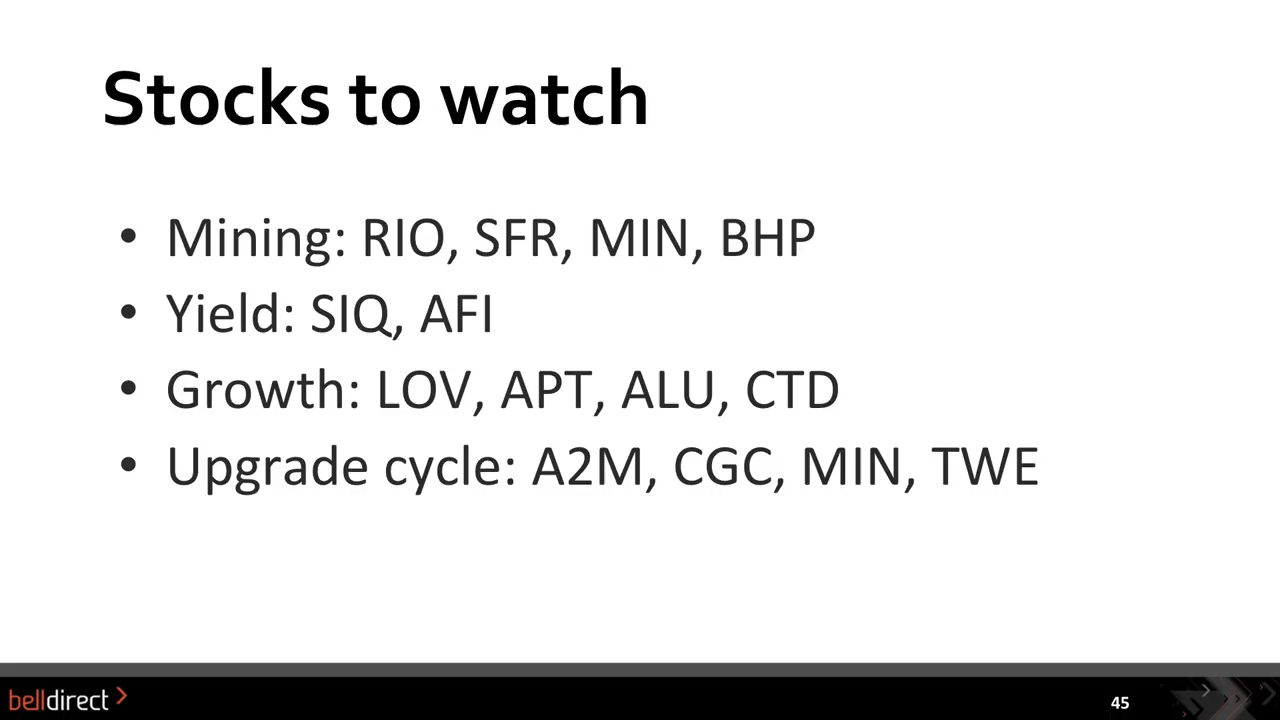 Stocks to watch
• Mining: RIO, SFR, MIN, BHP
• Yield: SIQ, AFI
• Growth: LOV, APT, ALU, CTD
• Upgrade cycle: A2M, CGC, MIN, TWE
belldirect
45